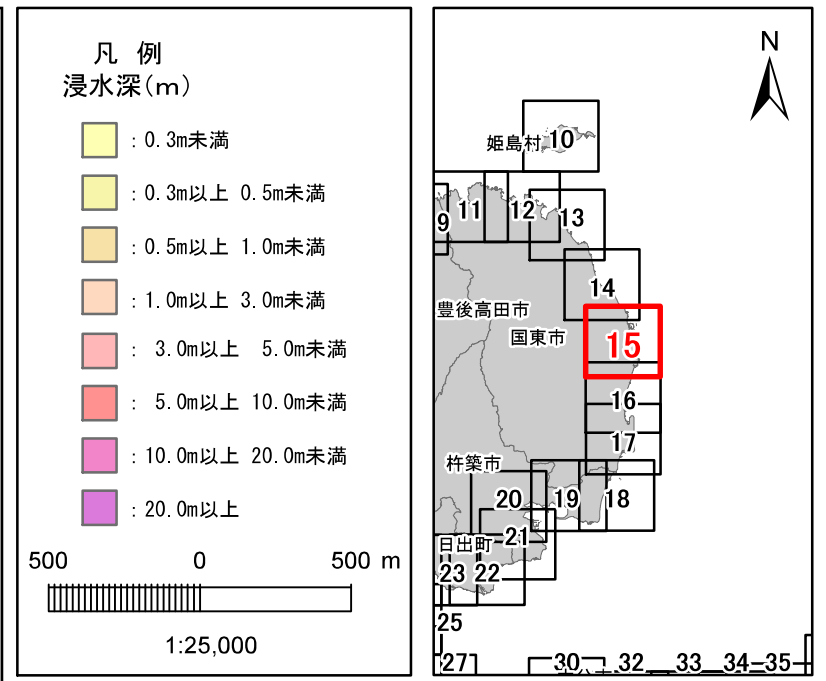 凡 例
浸水深(m)
: 0.3m未満
: 0.3m以上 0.5m未満
: 0.5m以上 1.0m未満
: 1.0m以上 3.0m未満
: 3.0m以上 5.0m未満
: 5.0m以上 10.0m未満
: 10.0m以上 20.0m未満
: 20.0m以上
500 0 500 m
1:25,000
N
姫島村 10
9 11 12 13
14
豊後高田市
国東市 15
16
17
杵築市
20 19 18
日出町 21
23 22
25
27 30 32 33 34 35